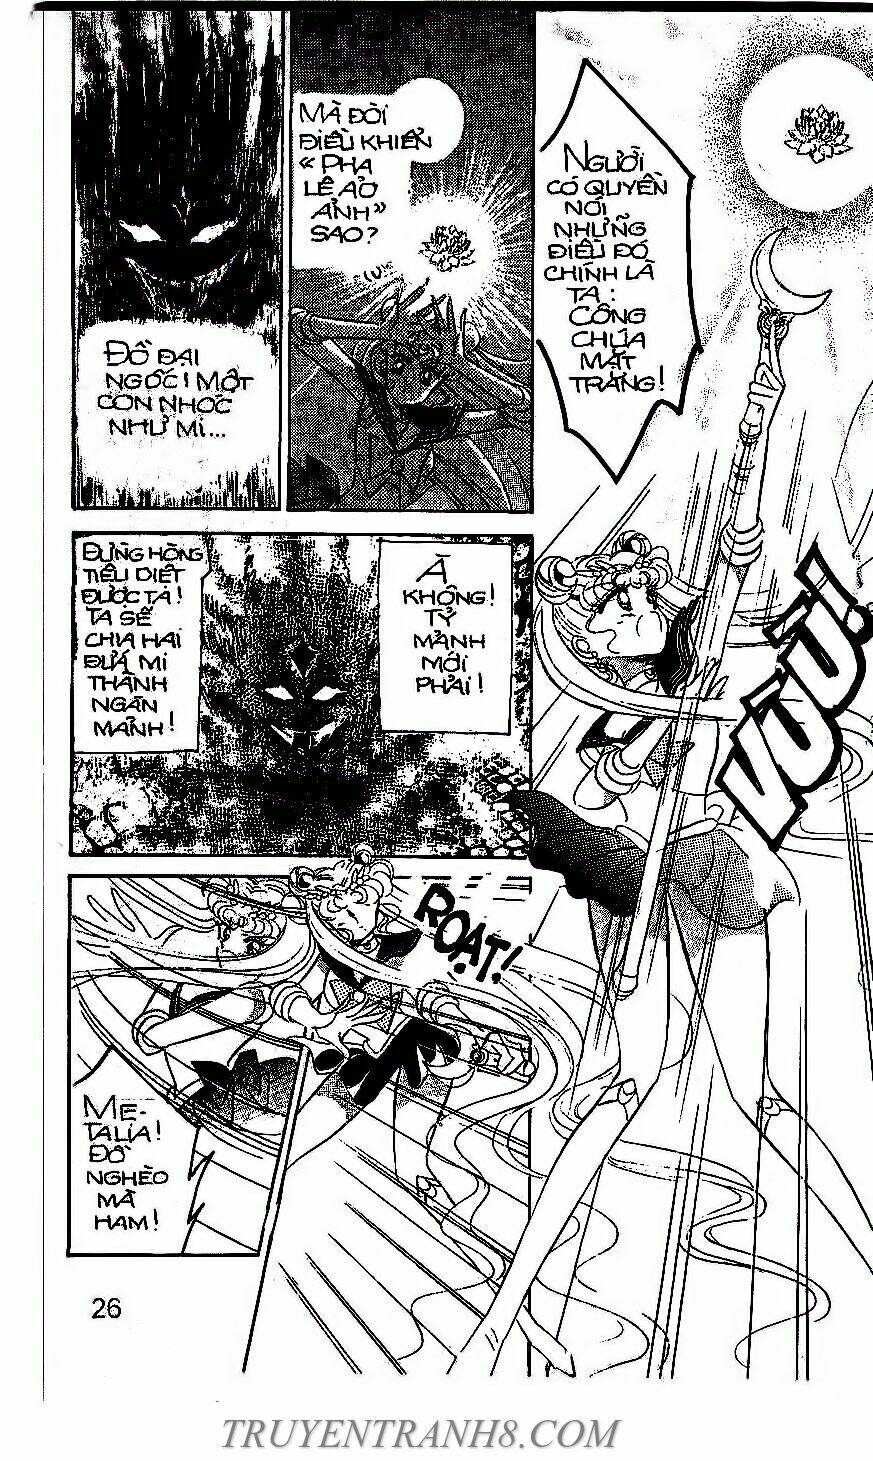 ĐỒ ĐẠI
NGỐC! MỘT
CON NHÓC
NHƯ MI...
MÀ ĐÒI
ĐIỀU KHIỂN
«PHA
LÊ ẢO
ẢNH»
SAO?
NGƯỜI
CÓ QUYỀN
NÓI
NHỮNG
ĐIỀU ĐÓ
CHÍNH LÀ
TA:
CÔNG
CHÚA
MẶT
TRĂNG!
VÙÙ!
ĐỪNG HÒNG
TIÊU DIỆT
ĐƯỢC TA!
TA SẼ
CHIA HAI
ĐỨA MI
THÀNH
NGÀN
MẢNH!
À
KHÔNG!
TỶ
MẢNH
MỚI
PHẢI!
ROẠT!
ME-
TALIA!
ĐỒ
NGHÈO
MÀ
HAM!
26
TRUYENTRANH8.COM